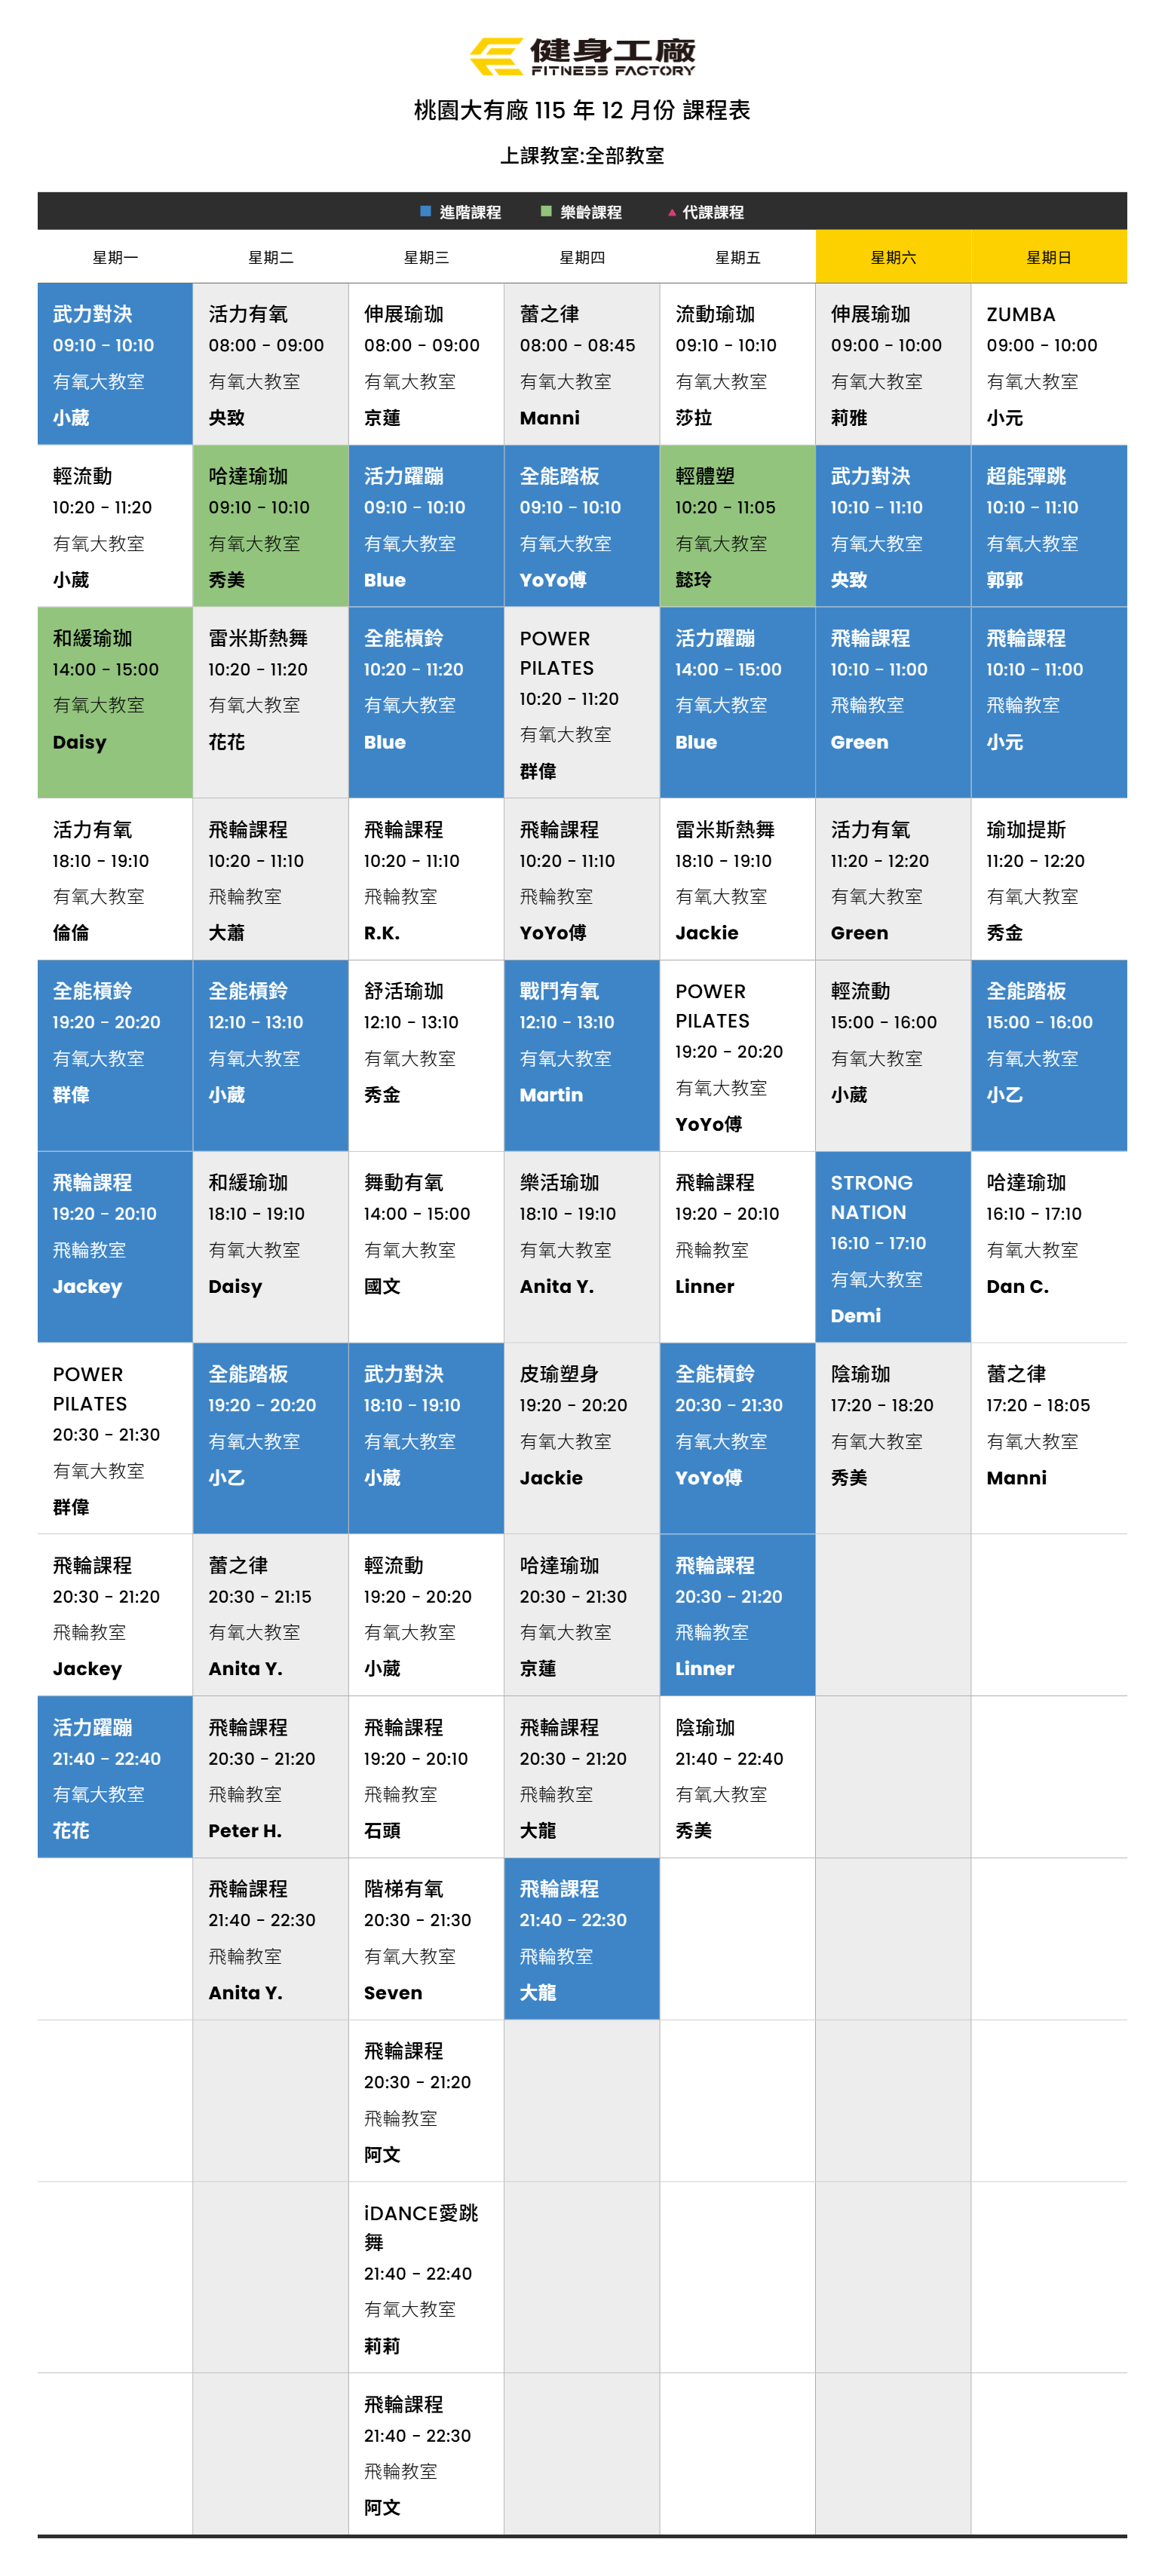 健身工廠
FITNESS FACTORY
桃園大有廠 115 年 12 月份 課程表
上課教室:全部教室
進階課程 樂齡課程 代課課程
星期一 星期二 星期三 星期四 星期五 星期六 星期日
武力對決 活力有氧 伸展瑜珈 蕾之律 流動瑜珈 伸展瑜珈 ZUMBA
09:10 - 10:10 08:00 - 09:00 08:00 - 09:00 08:00 - 08:45 09:10 - 10:10 09:00 - 10:00 09:00 - 10:00
有氧大教室 有氧大教室 有氧大教室 有氧大教室 有氧大教室 有氧大教室 有氧大教室
小葳 央致 京蓮 Manni 莎拉 莉雅 小元
輕流動 哈達瑜珈 活力躍蹦 全能踏板 輕體塑 武力對決 超能彈跳
10:20 - 11:20 09:10 - 10:10 09:10 - 10:10 09:10 - 10:10 10:20 - 11:05 10:10 - 11:10 10:10 - 11:10
有氧大教室 有氧大教室 有氧大教室 有氧大教室 有氧大教室 有氧大教室 有氧大教室
小葳 秀美 Blue YoYo傅 懿玲 央致 郭郭
和緩瑜珈 雷米斯熱舞 全能槓鈴 POWER 活力躍蹦 飛輪課程 飛輪課程
PILATES
14:00 - 15:00 10:20 - 11:20 10:20 - 11:20 10:20 - 11:20 14:00 - 15:00 10:10 - 11:00 10:10 - 11:00
有氧大教室 有氧大教室 有氧大教室 有氧大教室 有氧大教室 飛輪教室 飛輪教室
Daisy 花花 Blue 群偉 Blue Green 小元
活力有氧 飛輪課程 飛輪課程 飛輪課程 雷米斯熱舞 活力有氧 瑜珈提斯
18:10 - 19:10 10:20 - 11:10 10:20 - 11:10 10:20 - 11:10 18:10 - 19:10 11:20 - 12:20 11:20 - 12:20
有氧大教室 飛輪教室 飛輪教室 飛輪教室 有氧大教室 有氧大教室 有氧大教室
倫倫 大蕭 R.K. YoYo傅 Jackie Green 秀金
全能槓鈴 全能槓鈴 舒活瑜珈 戰鬥有氧 POWER 輕流動 全能踏板
PILATES
19:20 - 20:20 12:10 - 13:10 12:10 - 13:10 12:10 - 13:10 19:20 - 20:20 15:00 - 16:00 15:00 - 16:00
有氧大教室 有氧大教室 有氧大教室 有氧大教室 有氧大教室 有氧大教室 有氧大教室
群偉 小葳 秀金 Martin YoYo傅 小葳 小乙
飛輪課程 和緩瑜珈 舞動有氧 樂活瑜珈 飛輪課程 STRONG 哈達瑜珈
NATION
19:20 - 20:10 18:10 - 19:10 14:00 - 15:00 18:10 - 19:10 19:20 - 20:10 16:10 - 17:10 16:10 - 17:10
飛輪教室 有氧大教室 有氧大教室 有氧大教室 飛輪教室 有氧大教室 有氧大教室
Jackey Daisy 國文 Anita Y. Linner Demi Dan C.
POWER 全能踏板 武力對決 皮瑜塑身 全能槓鈴 陰瑜珈 蕾之律
PILATES
20:30 - 21:30 19:20 - 20:20 18:10 - 19:10 19:20 - 20:20 20:30 - 21:30 17:20 - 18:20 17:20 - 18:05
有氧大教室 有氧大教室 有氧大教室 有氧大教室 有氧大教室 有氧大教室 有氧大教室
群偉 小乙 小葳 Jackie YoYo傅 秀美 Manni
飛輪課程 蕾之律 輕流動 哈達瑜珈 飛輪課程
20:30 - 21:20 20:30 - 21:15 19:20 - 20:20 20:30 - 21:30 20:30 - 21:20
飛輪教室 有氧大教室 有氧大教室 有氧大教室 飛輪教室
Jackey Anita Y. 小葳 京蓮 Linner
活力躍蹦 飛輪課程 飛輪課程 飛輪課程 陰瑜珈
21:40 - 22:40 20:30 - 21:20 19:20 - 20:10 20:30 - 21:20 21:40 - 22:40
有氧大教室 飛輪教室 飛輪教室 飛輪教室 有氧大教室
花花 Peter H. 石頭 大龍 秀美
飛輪課程 階梯有氧 飛輪課程
21:40 - 22:30 20:30 - 21:30 21:40 - 22:30
飛輪教室 有氧大教室 飛輪教室
Anita Y. Seven 大龍
飛輪課程
20:30 - 21:20
飛輪教室
阿文
iDANCE愛跳
舞
21:40 - 22:40
有氧大教室
莉莉
飛輪課程
21:40 - 22:30
飛輪教室
阿文